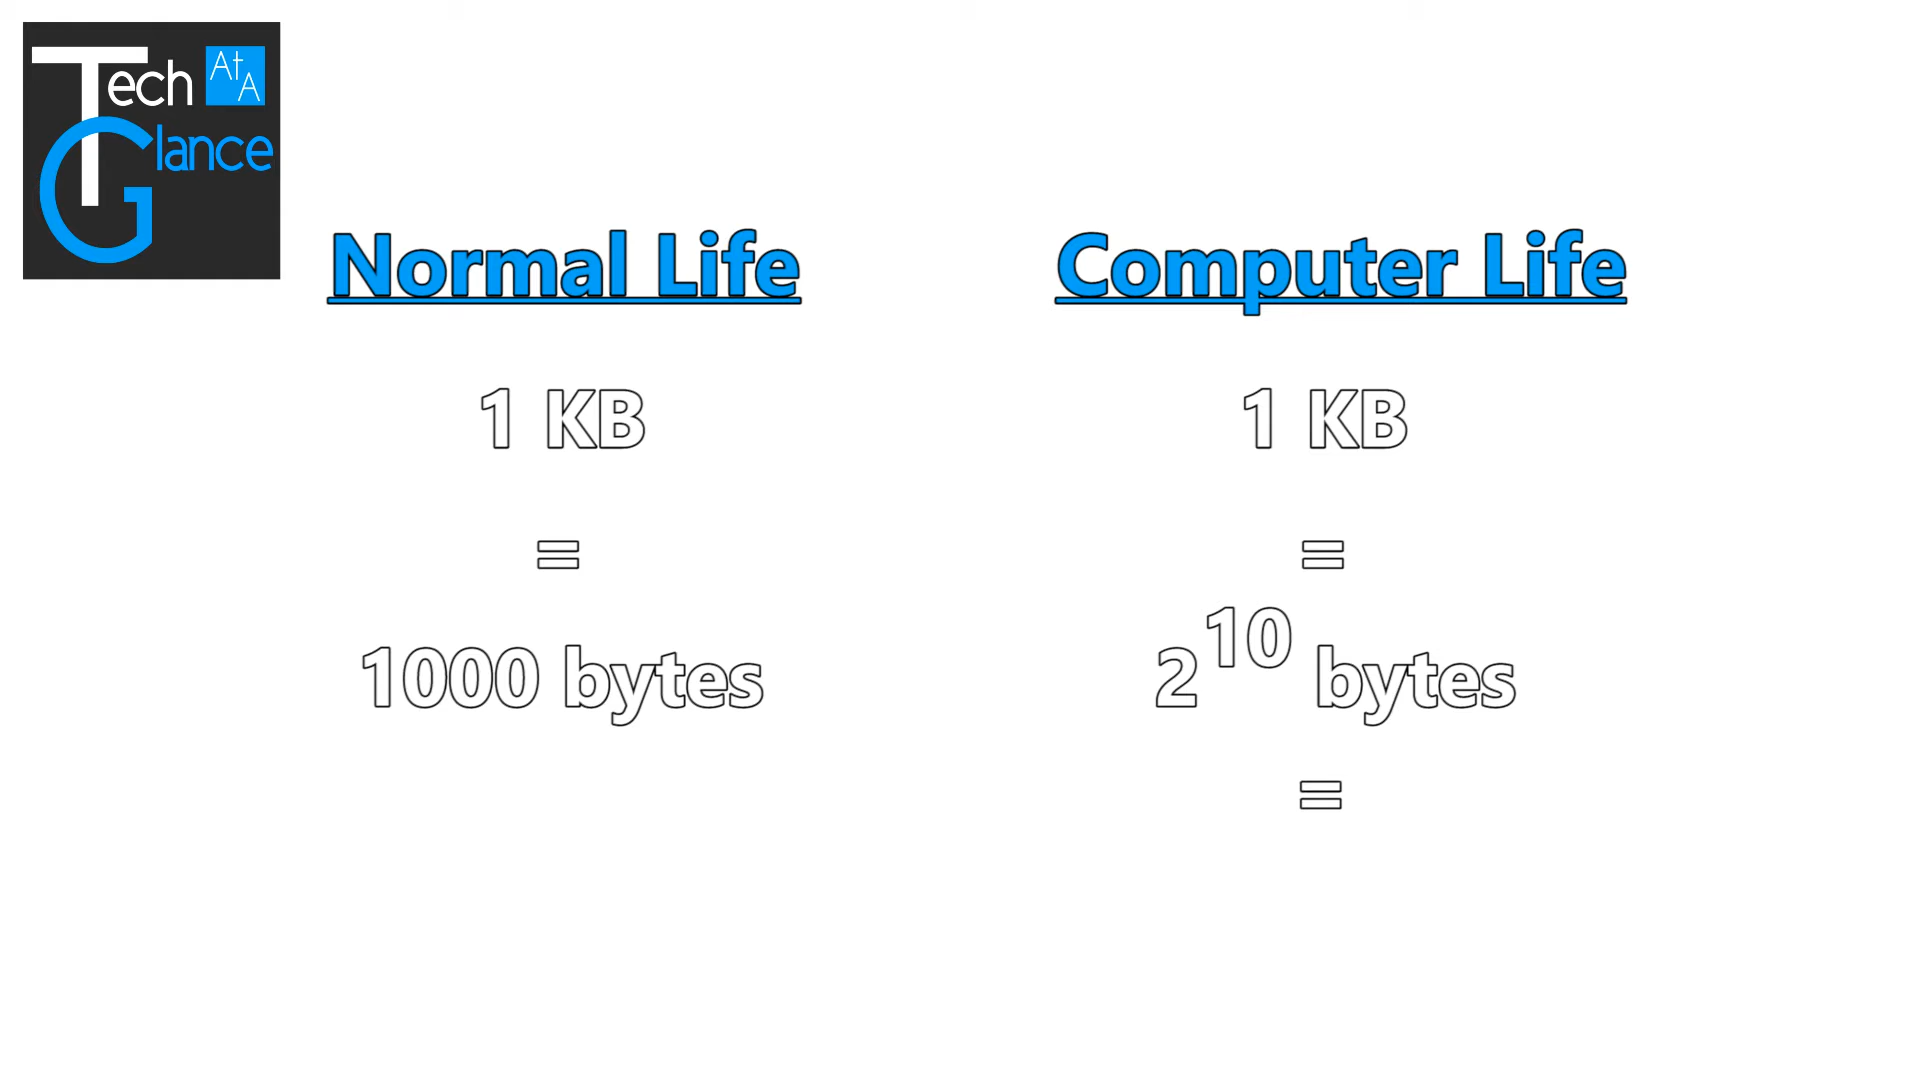 Tech At A
Glance
Normal Life
1 KB
=
1000 bytes
Computer Life
1 KB
=
2^10 bytes
=